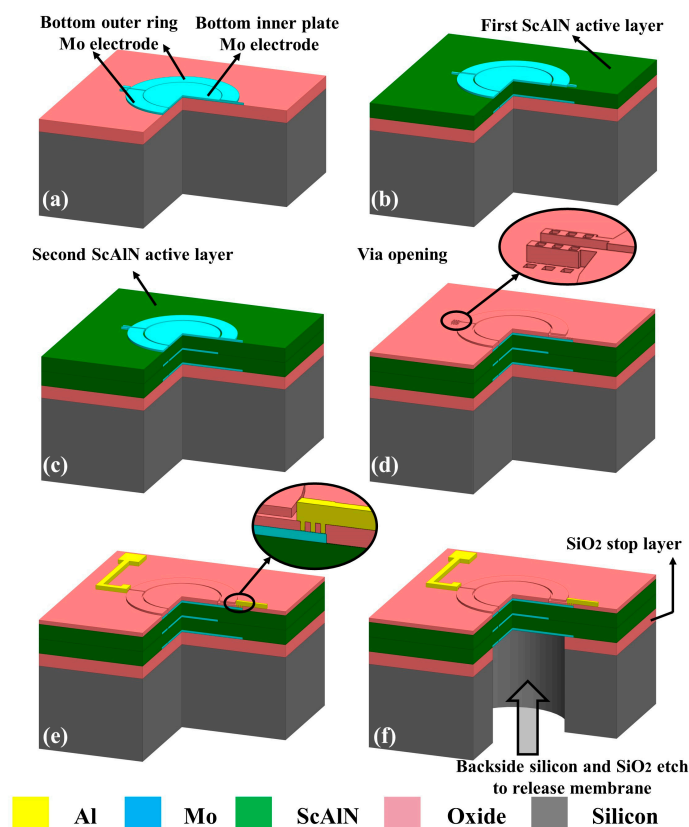 Bottom outer ring
Mo electrode
Bottom inner plate
Mo electrode
First ScAlN active layer
(a)
(b)
Second ScAlN active layer
Via opening
(c)
(d)
SiO2 stop layer
(e)
(f)
Backside silicon and SiO2 etch
to release membrane
Al
Mo
ScAlN
Oxide
Silicon